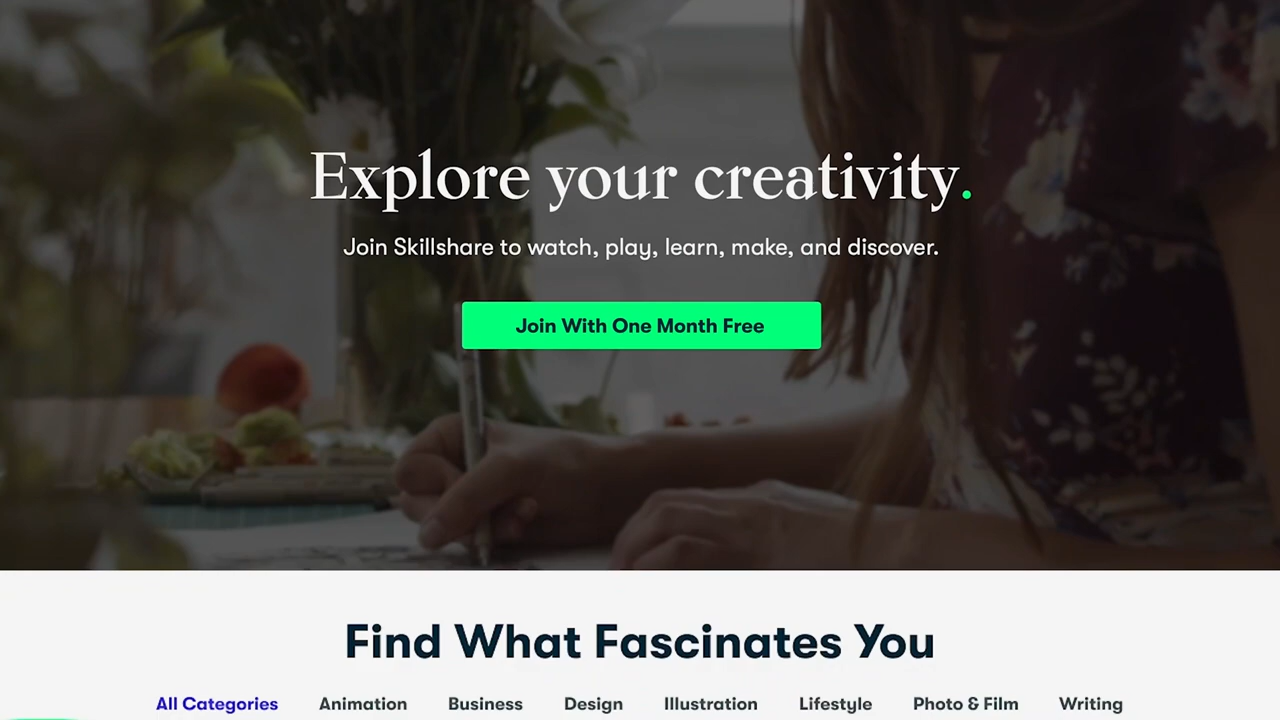 Explore your creativity.
Join Skillshare to watch, play, learn, make, and discover.
Join With One Month Free
Find What Fascinates You
All Categories Animation Business Design Illustration Lifestyle Photo & Film Writing